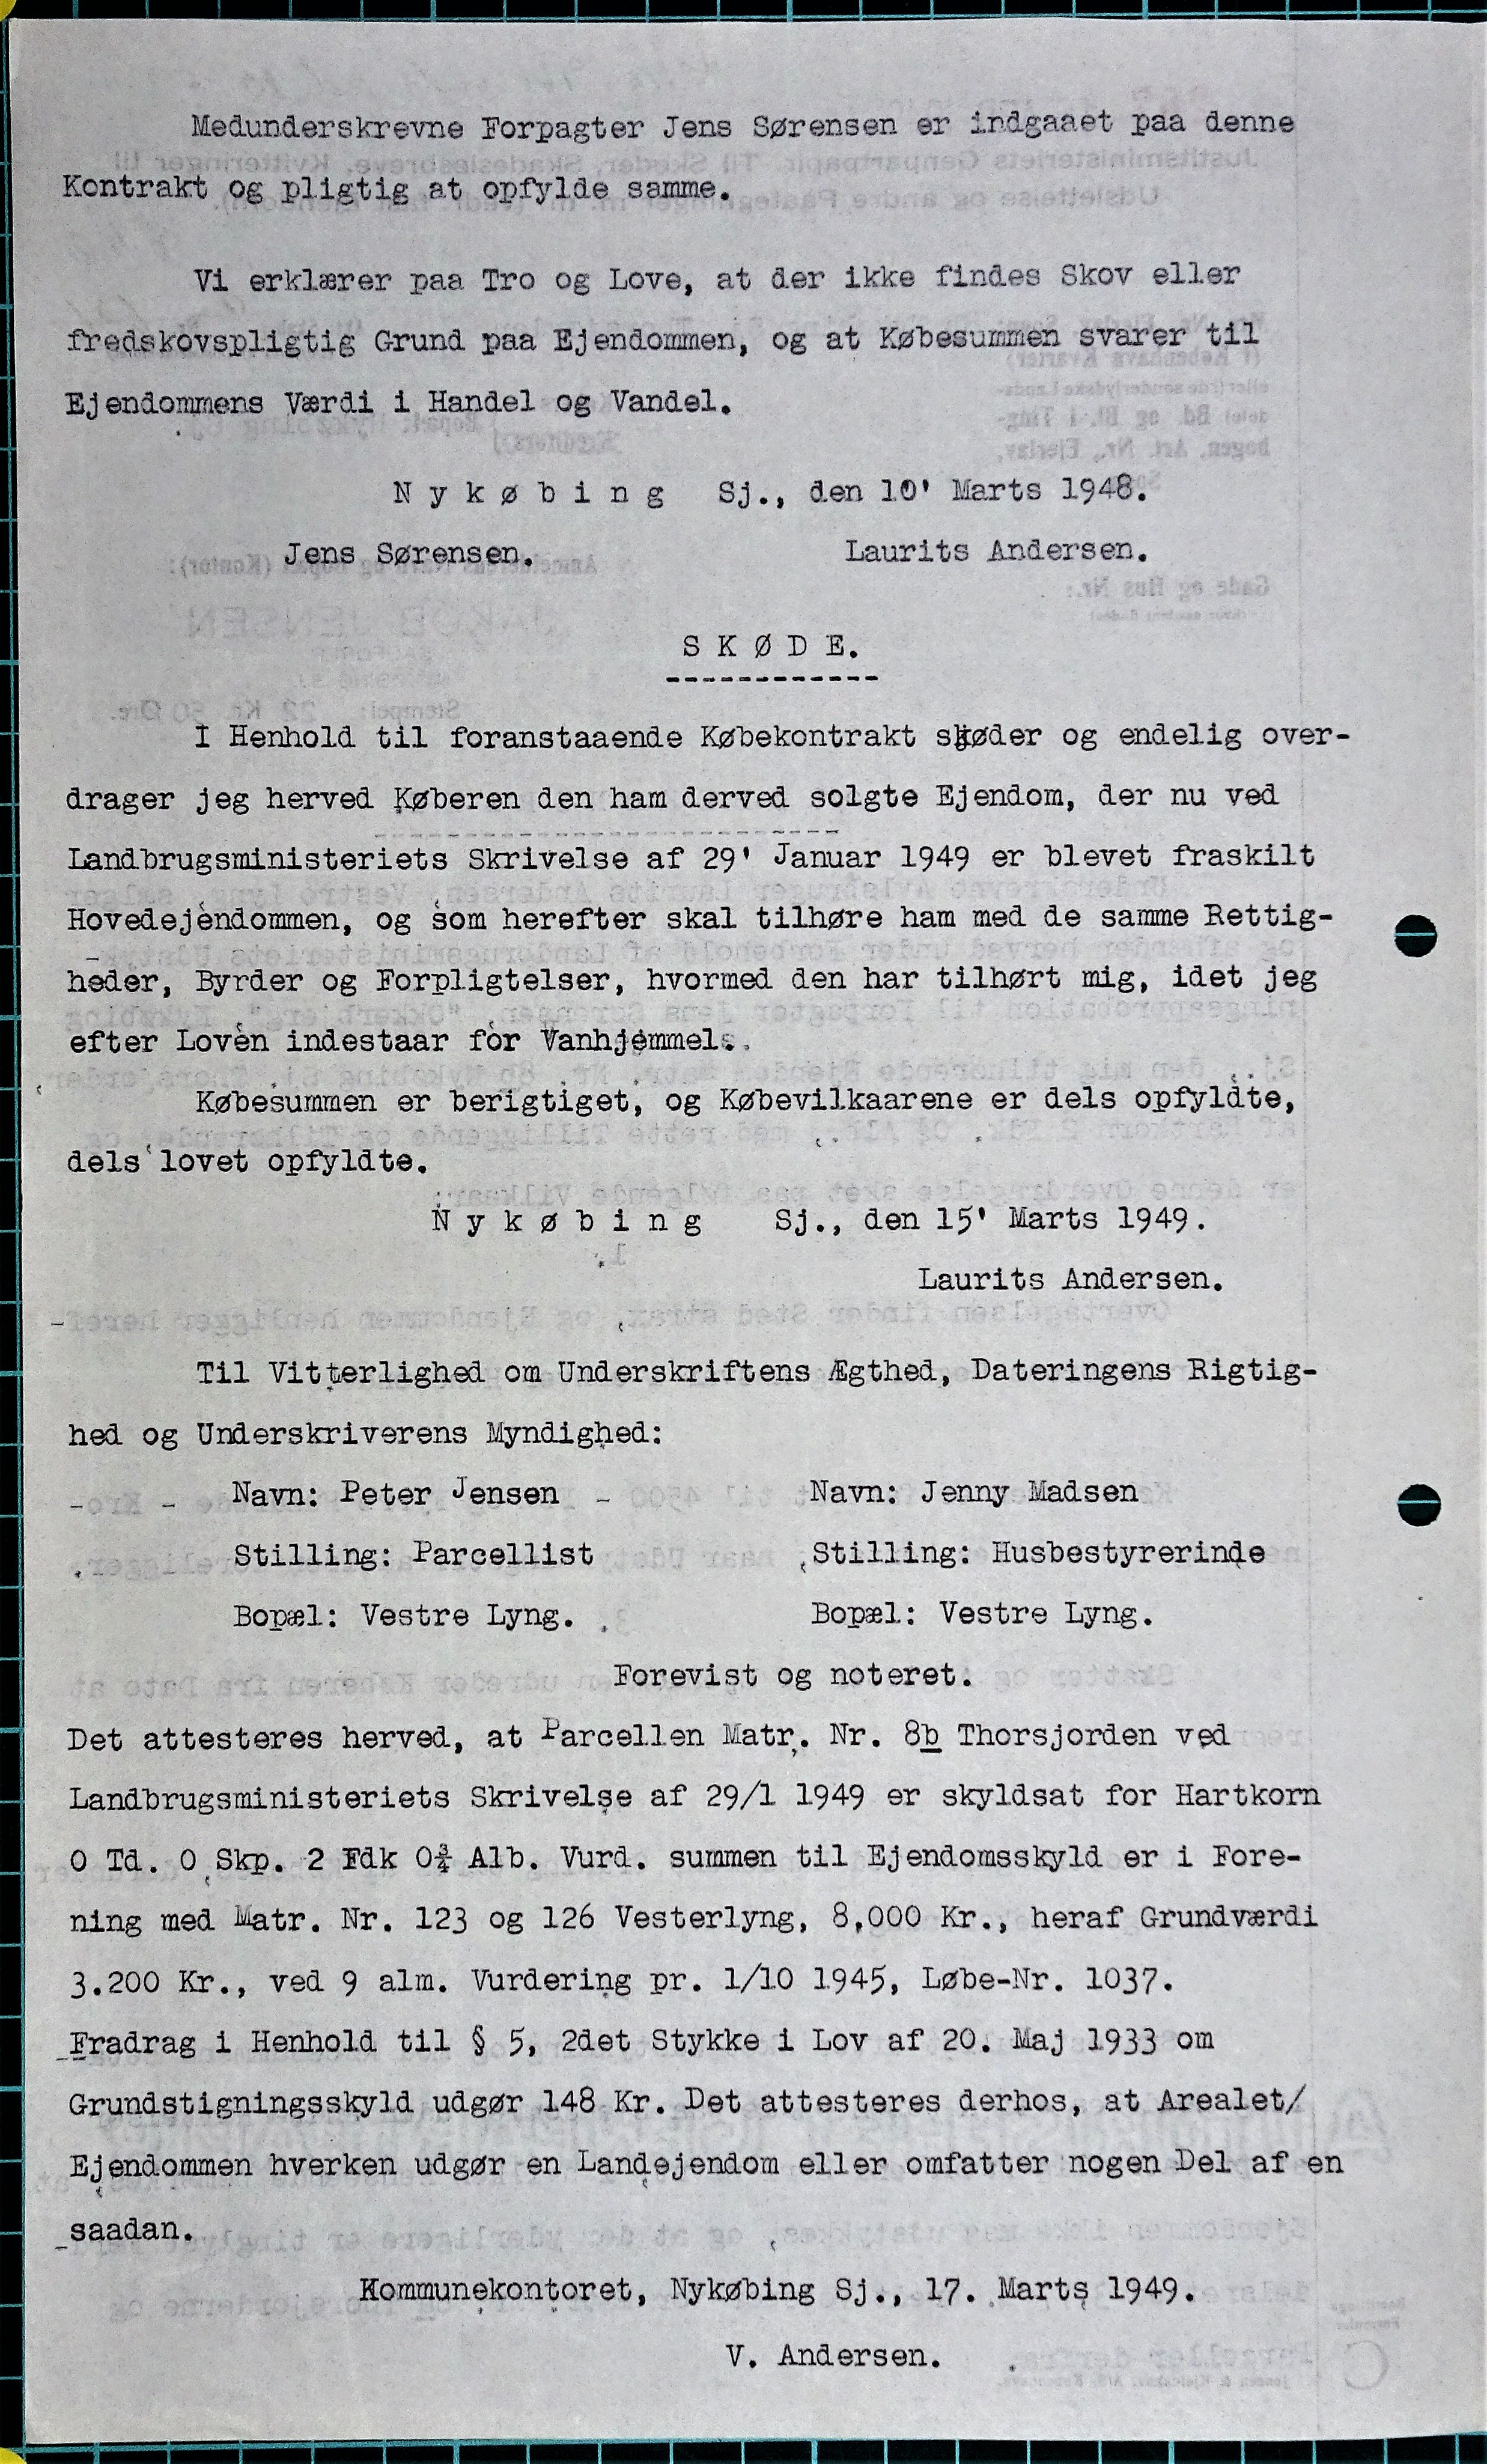 Medunderskrevne Forpagter Jens Sørensen er indgaaet paa denne
Kontrakt og pligtig at opfylde samme.
Vi erklærer paa Tro og Love, at der ikke findes Skov eller
fredskovspligtig Grund paa Ejendommen, og at Købesummen svarer til
Ejendommens Værdi i Handel og Vandel.
N y k ø b i n g Sj., den 10' Marts 1948.
Jens Sørensen. Laurits Andersen.
S K Ø D E.
------------
I Henhold til foranstaaende Købekontrakt skøder og endelig over-
drager jeg herved Køberen den ham derved solgte Ejendom, der nu ved
Landbrugsministeriets Skrivelse af 29' Januar 1949 er blevet fraskilt
Hovedejendommen, og som herefter skal tilhøre ham med de samme Rettig-
heder, Byrder og Forpligtelser, hvormed den har tilhørt mig, idet jeg
efter Loven indestaar for Vanhjemmel.
Købesummen er berigtiget, og Købevilkaarene er dels opfyldte,
dels lovet opfyldte.
N y k ø b i n g Sj., den 15' Marts 1949.
Laurits Andersen.
Til Vitterlighed om Underskriftens Ægthed, Dateringens Rigtig-
hed og Underskriverens Myndighed:
Navn: Peter Jensen Navn: Jenny Madsen
Stilling: Parcellist Stilling: Husbestyrerinde
Bopæl: Vestre Lyng. Bopæl: Vestre Lyng.
Forevist og noteret.
Det attesteres herved, at Parcellen Matr. Nr. 8b Thorsjorden ved
Landbrugsministeriets Skrivelse af 29/1 1949 er skyldsat for Hartkorn
0 Td. 0 Skp. 2 Fdk 0¾ Alb. Vurd. summen til Ejendomsskyld er i Fore-
ning med Matr. Nr. 123 og 126 Vesterlyng, 8,000 Kr., heraf Grundværdi
3.200 Kr., ved 9 alm. Vurdering pr. 1/10 1945, Løbe-Nr. 1037.
Fradrag i Henhold til § 5, 2det Stykke i Lov af 20. Maj 1933 om
Grundstigningsskyld udgør 148 Kr. Det attesteres derhos, at Arealet/
Ejendommen hverken udgør en Landejendom eller omfatter nogen Del af en
saadan.
Kommunekontoret, Nykøbing Sj., 17. Marts 1949.
V. Andersen.